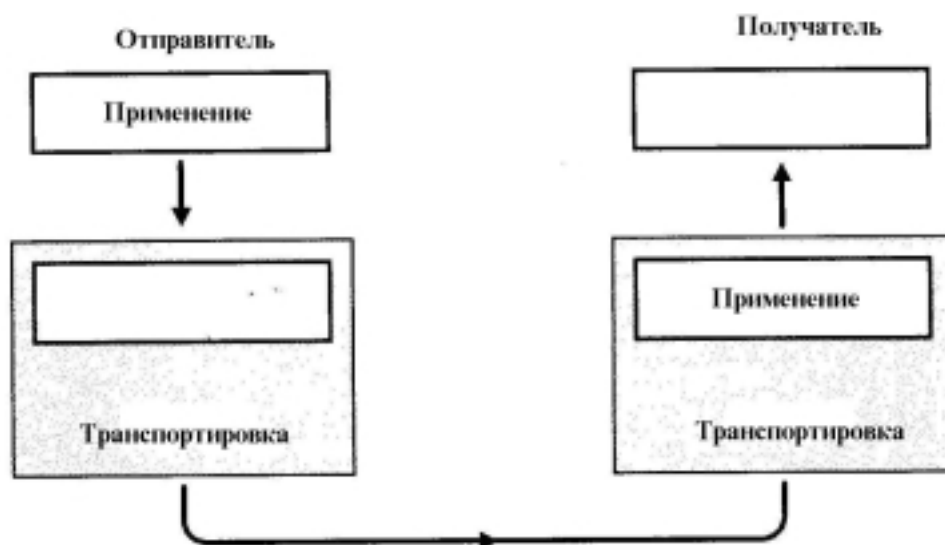 Отправитель
Получатель
Применение
Применение
Транспортировка
Транспортировка